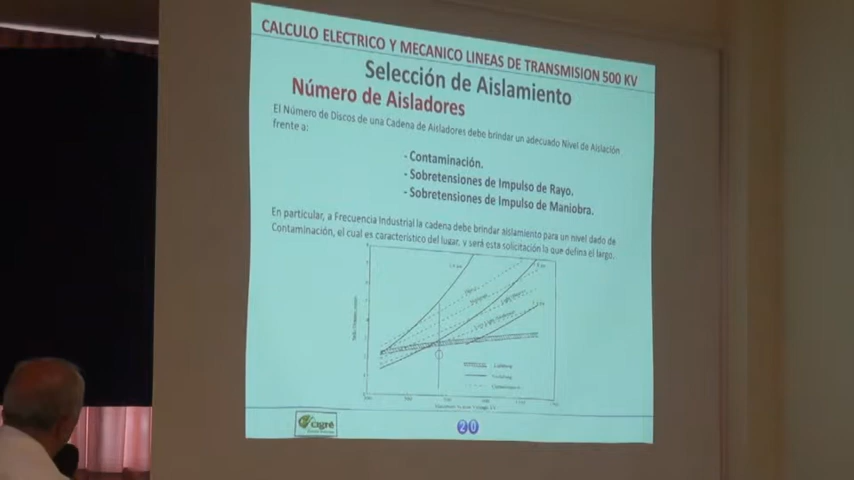 CALCULO ELECTRICO Y MECANICO LINEAS DE TRANSMISION 500 KV
Selección de Aislamiento
Número de Aisladores
El Número de Discos de una Cadena de Aisladores debe brindar un adecuado Nivel de Aislación
frente a:
- Contaminación.
- Sobretensiones de Impulso de Rayo.
- Sobretensiones de Impulso de Maniobra.
En particular, a Frecuencia Industrial la cadena debe brindar aislamiento para un nivel dado de
Contaminación, el cual es característico del lugar, y será esta solicitación la que defina el largo.
cigré
20